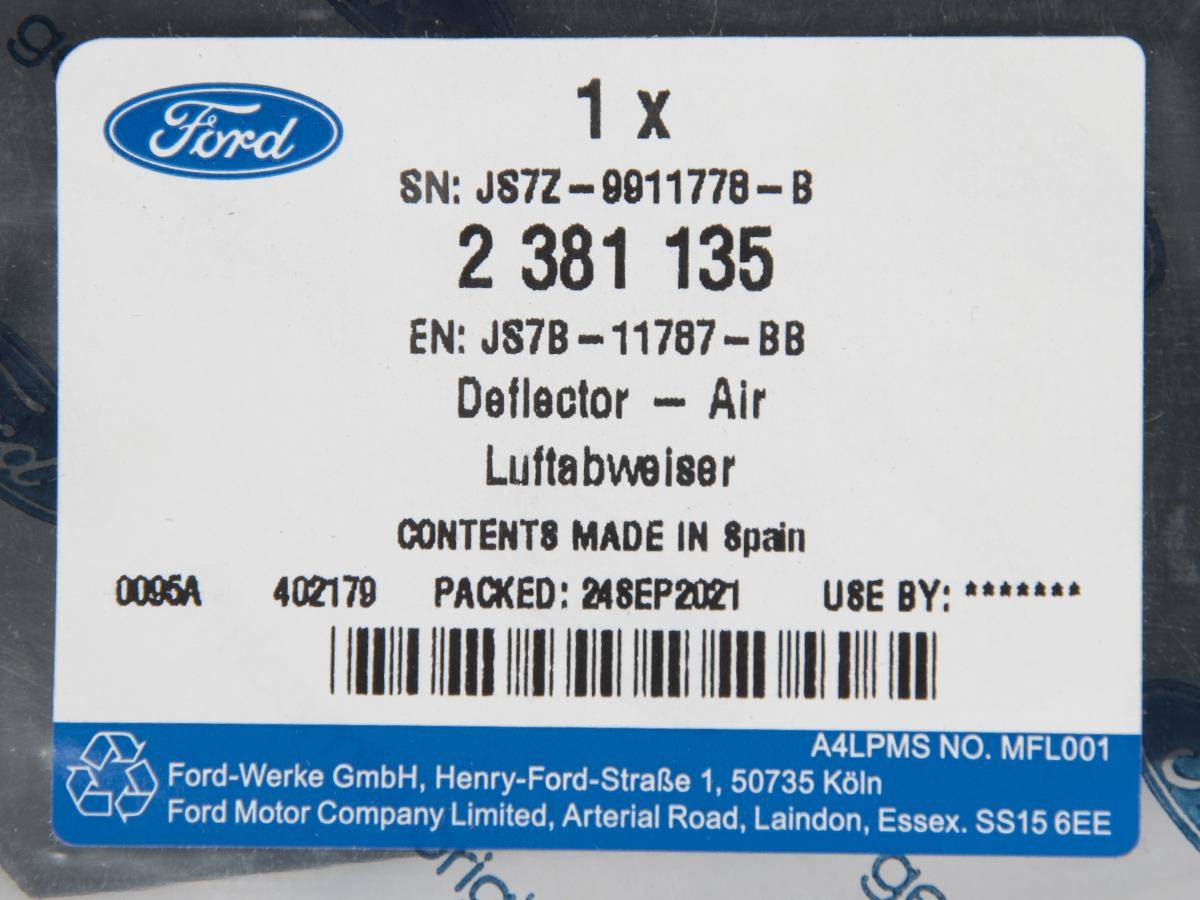 Ford
1 x
SN: JS7Z-9911778-B
2 381 135
EN: JS7B-11787-BB
Deflector - Air
Luftabweiser
CONTENTS MADE IN Spain
0095A 402179 PACKED: 24SEP2021 USE BY: *******
A4LPMS NO. MFL001
Ford-Werke GmbH, Henry-Ford-Straße 1, 50735 Köln
Ford Motor Company Limited, Arterial Road, Laindon, Essex. SS15 6EE